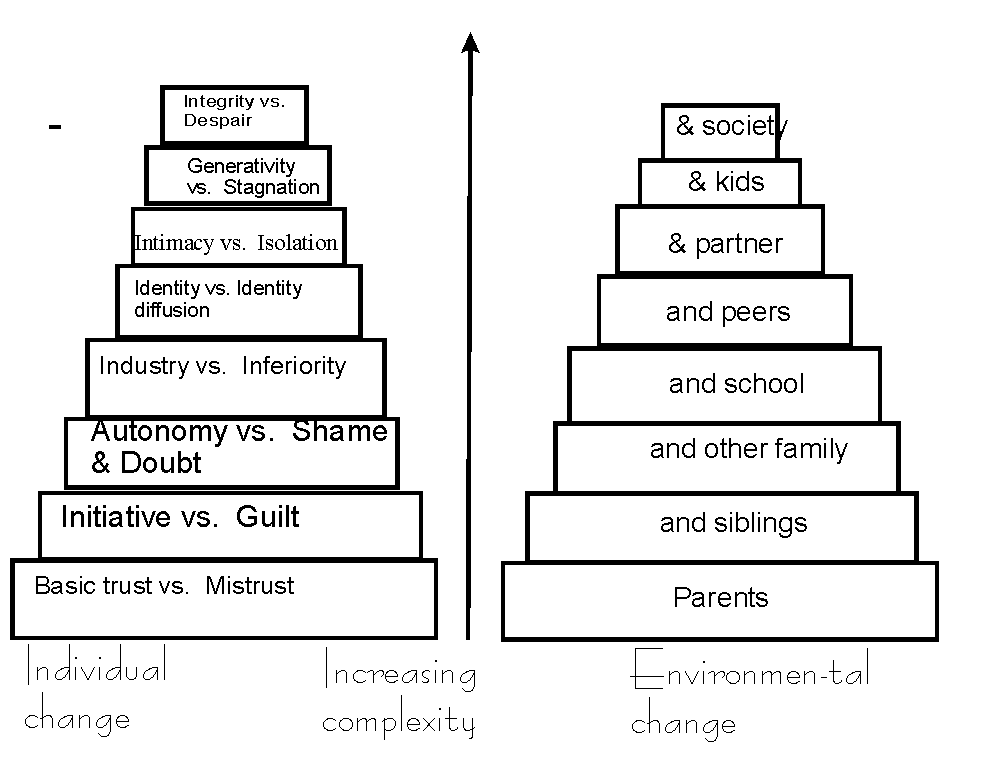 Integrity vs.
Despair
Generativity
vs. Stagnation
Intimacy vs. Isolation
Identity vs. Identity
diffusion
Industry vs. Inferiority
Autonomy vs. Shame
& Doubt
Initiative vs. Guilt
Basic trust vs. Mistrust
& society
& kids
& partner
and peers
and school
and other family
and siblings
Parents
-
Individual
change
Increasing
complexity
Environmen-tal
change